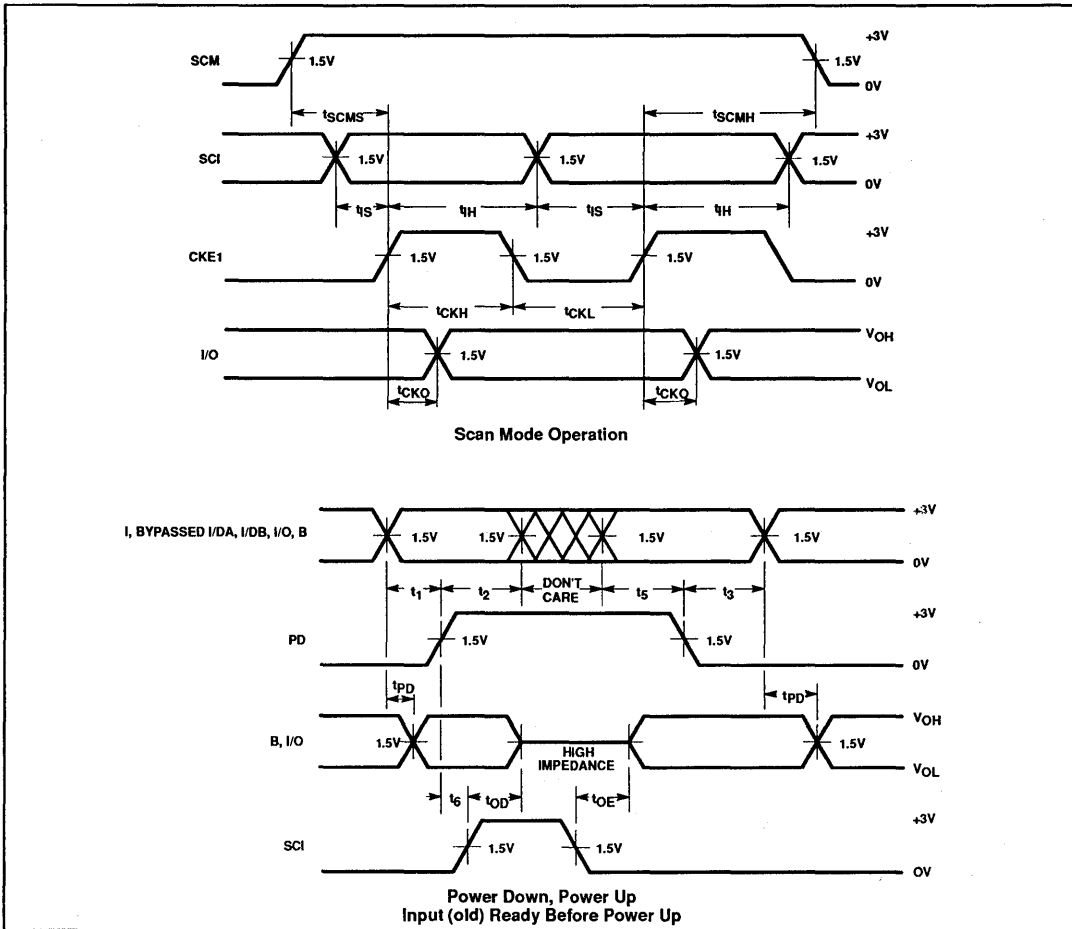 SCM 1.5V 1.5V +3V 0V
tSCMS tSCMH
SCI 1.5V 1.5V 1.5V +3V 0V
tIS tIH tIS tIH
CKE1 1.5V 1.5V 1.5V +3V 0V
tCKH tCKL
I/O 1.5V 1.5V VOH VOL
tCKO tCKO
Scan Mode Operation
I, BYPASSED I/DA, I/DB, I/O, B 1.5V 1.5V 1.5V 1.5V +3V 0V
t1 t2 DON'T CARE t5 t3
PD 1.5V 1.5V +3V 0V
tPD tPD
B, I/O 1.5V HIGH IMPEDANCE 1.5V VOH VOL
t6 tOD tOE
SCI 1.5V 1.5V +3V 0V
Power Down, Power Up
Input (old) Ready Before Power Up